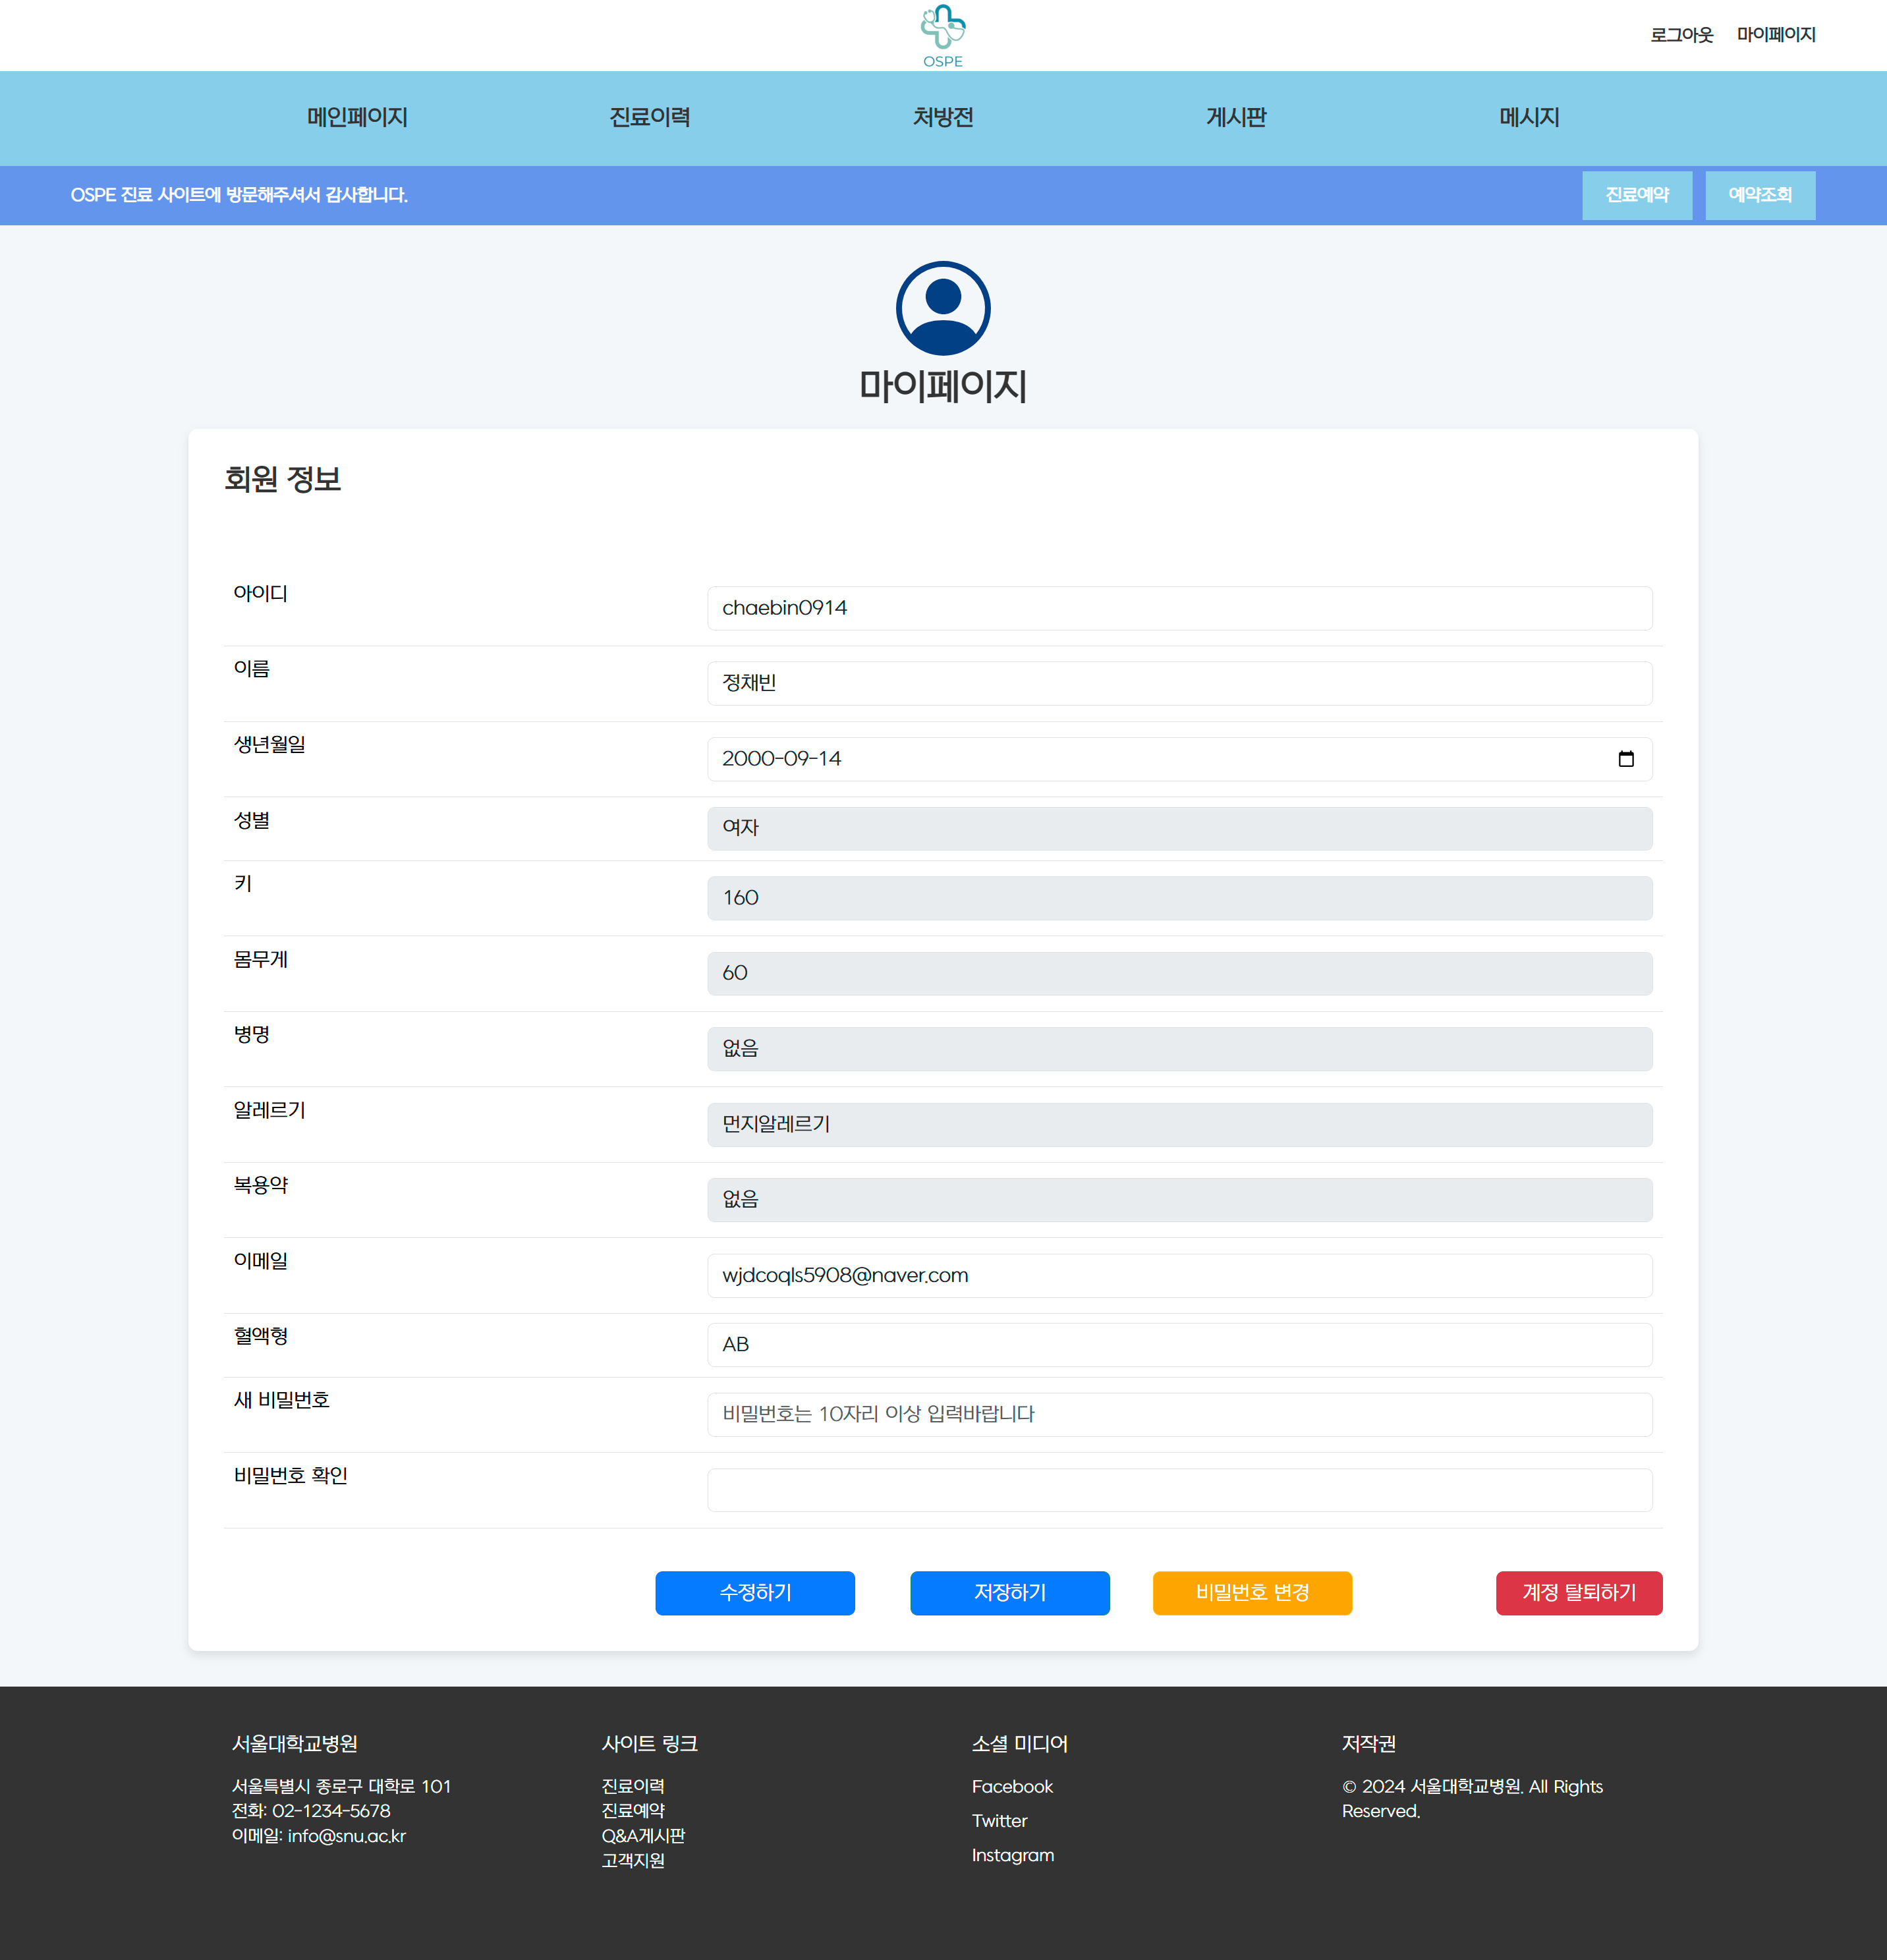 OSPE
로그아웃 마이페이지
메인페이지 진료이력 처방전 게시판 메시지
OSPE 진료 사이트에 방문해주셔서 감사합니다.
진료예약 예약조회
마이페이지
회원 정보
아이디
chaebin0914
이름
정채빈
생년월일
2000-09-14
성별
여자
키
160
몸무게
60
병명
없음
알레르기
먼지알레르기
복용약
없음
이메일
wjdcoqls5908@naver.com
혈액형
AB
새 비밀번호
비밀번호는 10자리 이상 입력바랍니다
비밀번호 확인
수정하기 저장하기 비밀번호 변경 계정 탈퇴하기
서울대학교병원
서울특별시 종로구 대학로 101
전화: 02-1234-5678
이메일: info@snu.ac.kr
사이트 링크
진료이력
진료예약
Q&A게시판
고객지원
소셜 미디어
Facebook
Twitter
Instagram
저작권
© 2024 서울대학교병원. All Rights
Reserved.